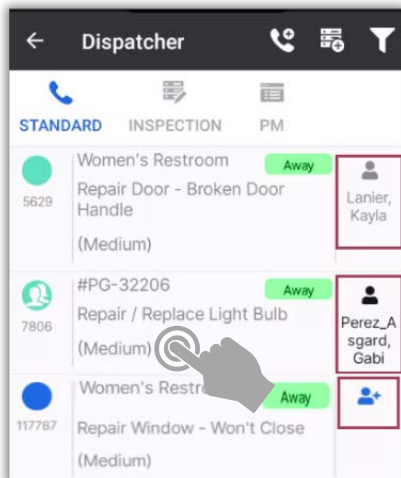 Dispatcher
STANDARD INSPECTION PM
Women's Restroom Away
5629
Repair Door - Broken Door
Handle
(Medium)
Lanier,
Kayla
#PG-32206 Away
7806
Repair / Replace Light Bulb
(Medium)
Perez_A
sgard,
Gabi
Women's Away
117787
Repair Window - Won't Close
(Medium)